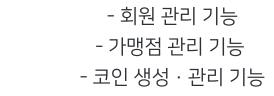 - 회원 관리 기능
- 가맹점 관리 기능
- 코인 생성 · 관리 기능